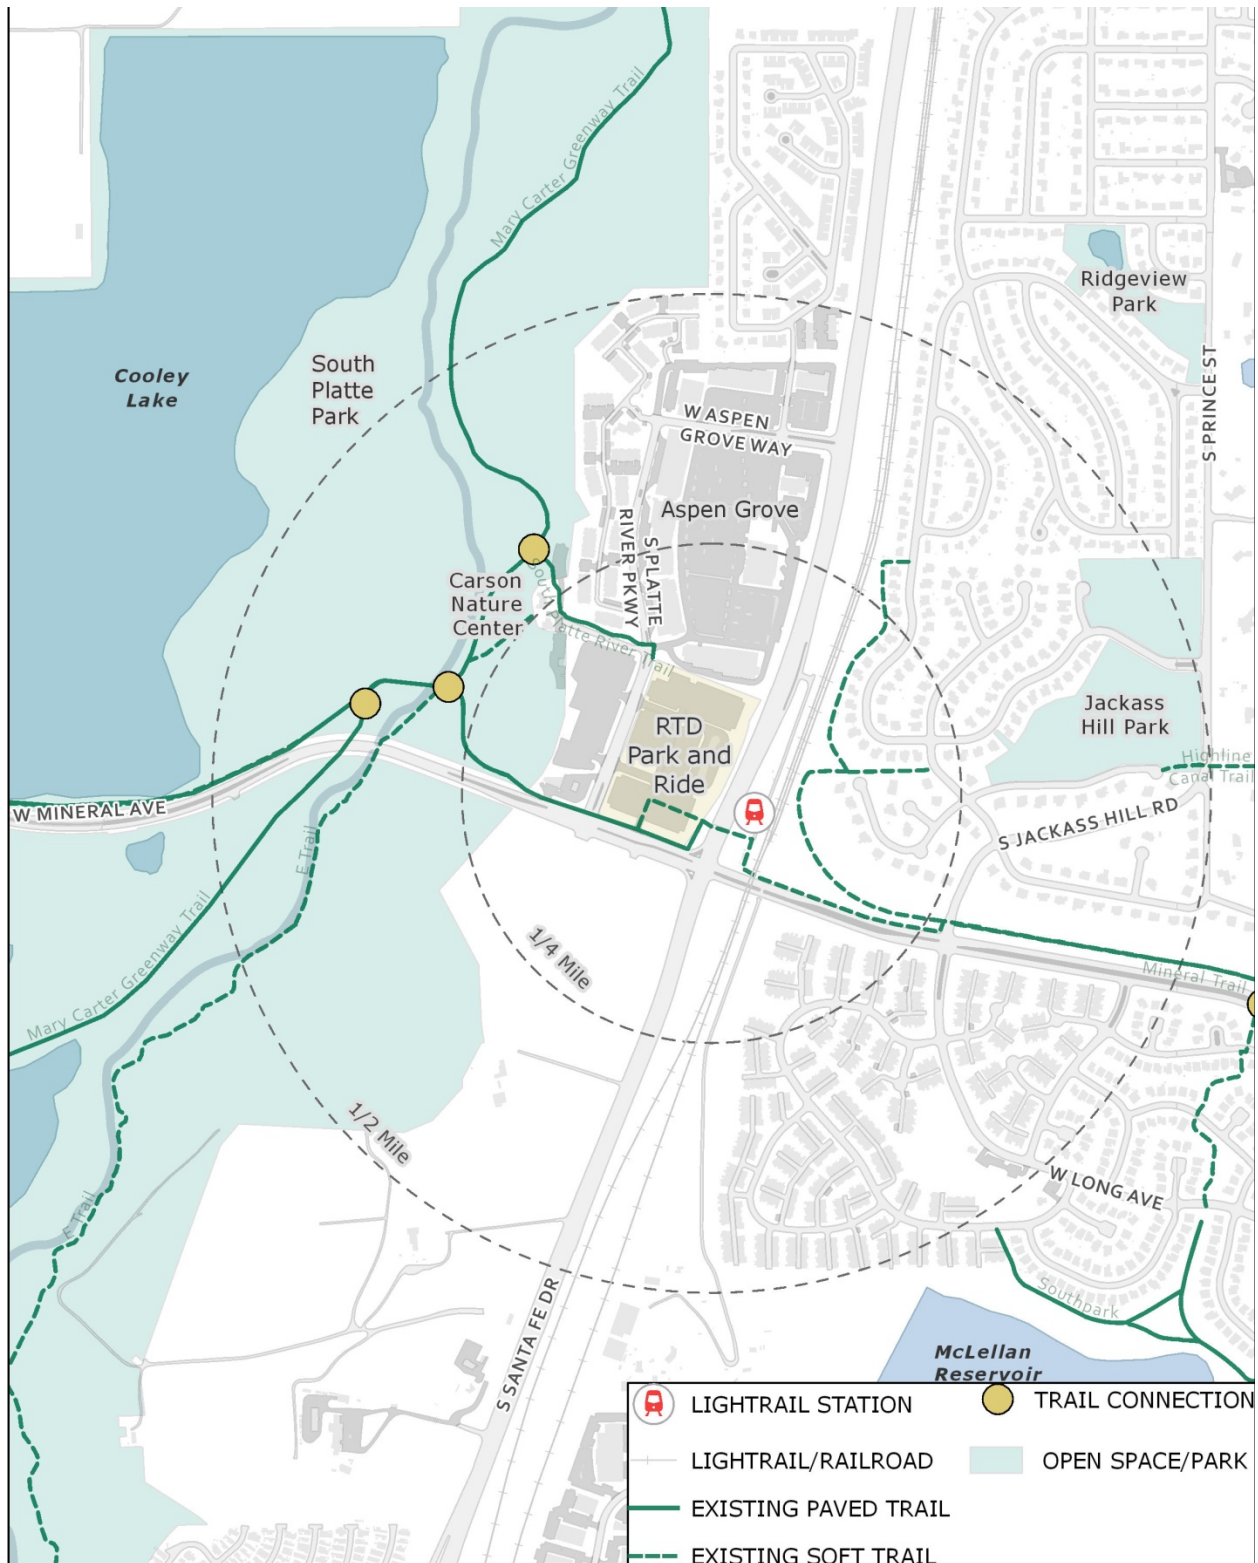 Mary Carter Greenway Trail
Ridgeview
Park
South
Platte
Park
Cooley
Lake
S PRINCE ST
W ASPEN
GROVE WAY
Aspen Grove
S PLATTE
RIVER PKWY
Carson
Nature
Center
South Platte River Trail
Jackass
Hill Park
RTD
Park and
Ride
Highline
Canal Trail
W MINERAL AVE
S JACKASS HILL RD
E Trail
Mary Carter Greenway Trail
1/4 Mile
Mineral Trail
1/2 Mile
W LONG AVE
E Trail
Southpark
S SANTA FE DR
McLellan
Reservoir
LIGHTRAIL STATION
TRAIL CONNECTION
LIGHTRAIL/RAILROAD
OPEN SPACE/PARK
EXISTING PAVED TRAIL
EXISTING SOFT TRAIL